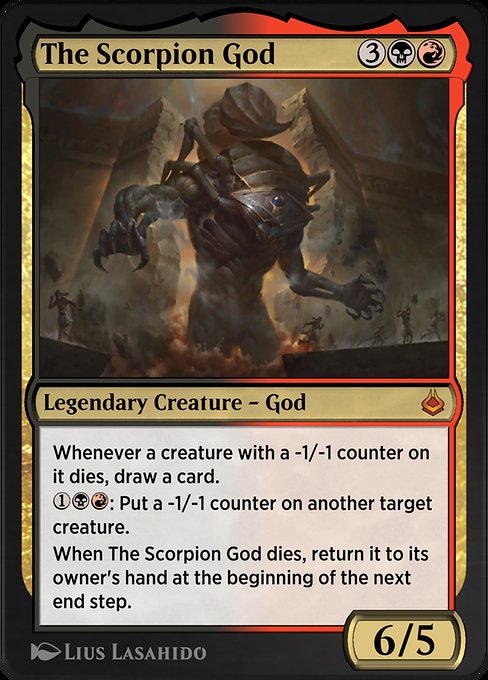 The Scorpion God 3
Legendary Creature – God
Whenever a creature with a -1/-1 counter on
it dies, draw a card.
1: Put a -1/-1 counter on another target
creature.
When The Scorpion God dies, return it to its
owner's hand at the beginning of the next
end step.
6/5
Lius Lasahido